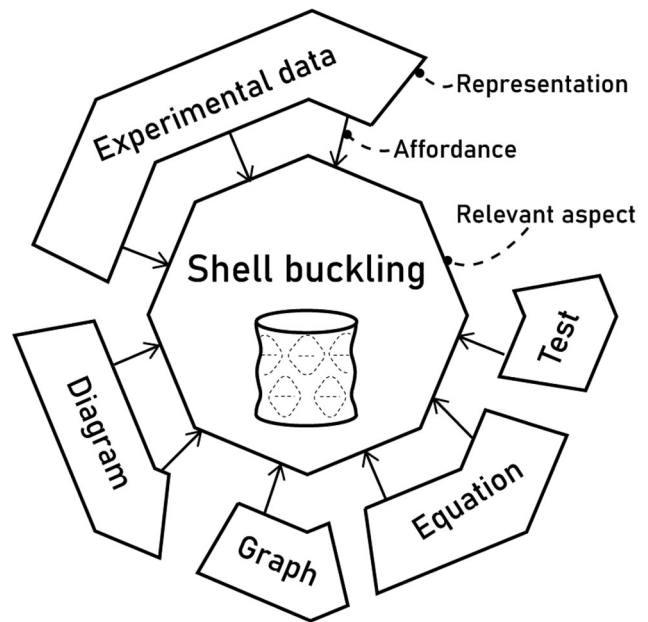 Experimental data
Representation
Affordance
Relevant aspect
Shell buckling
Test
Diagram
Equation
Graph